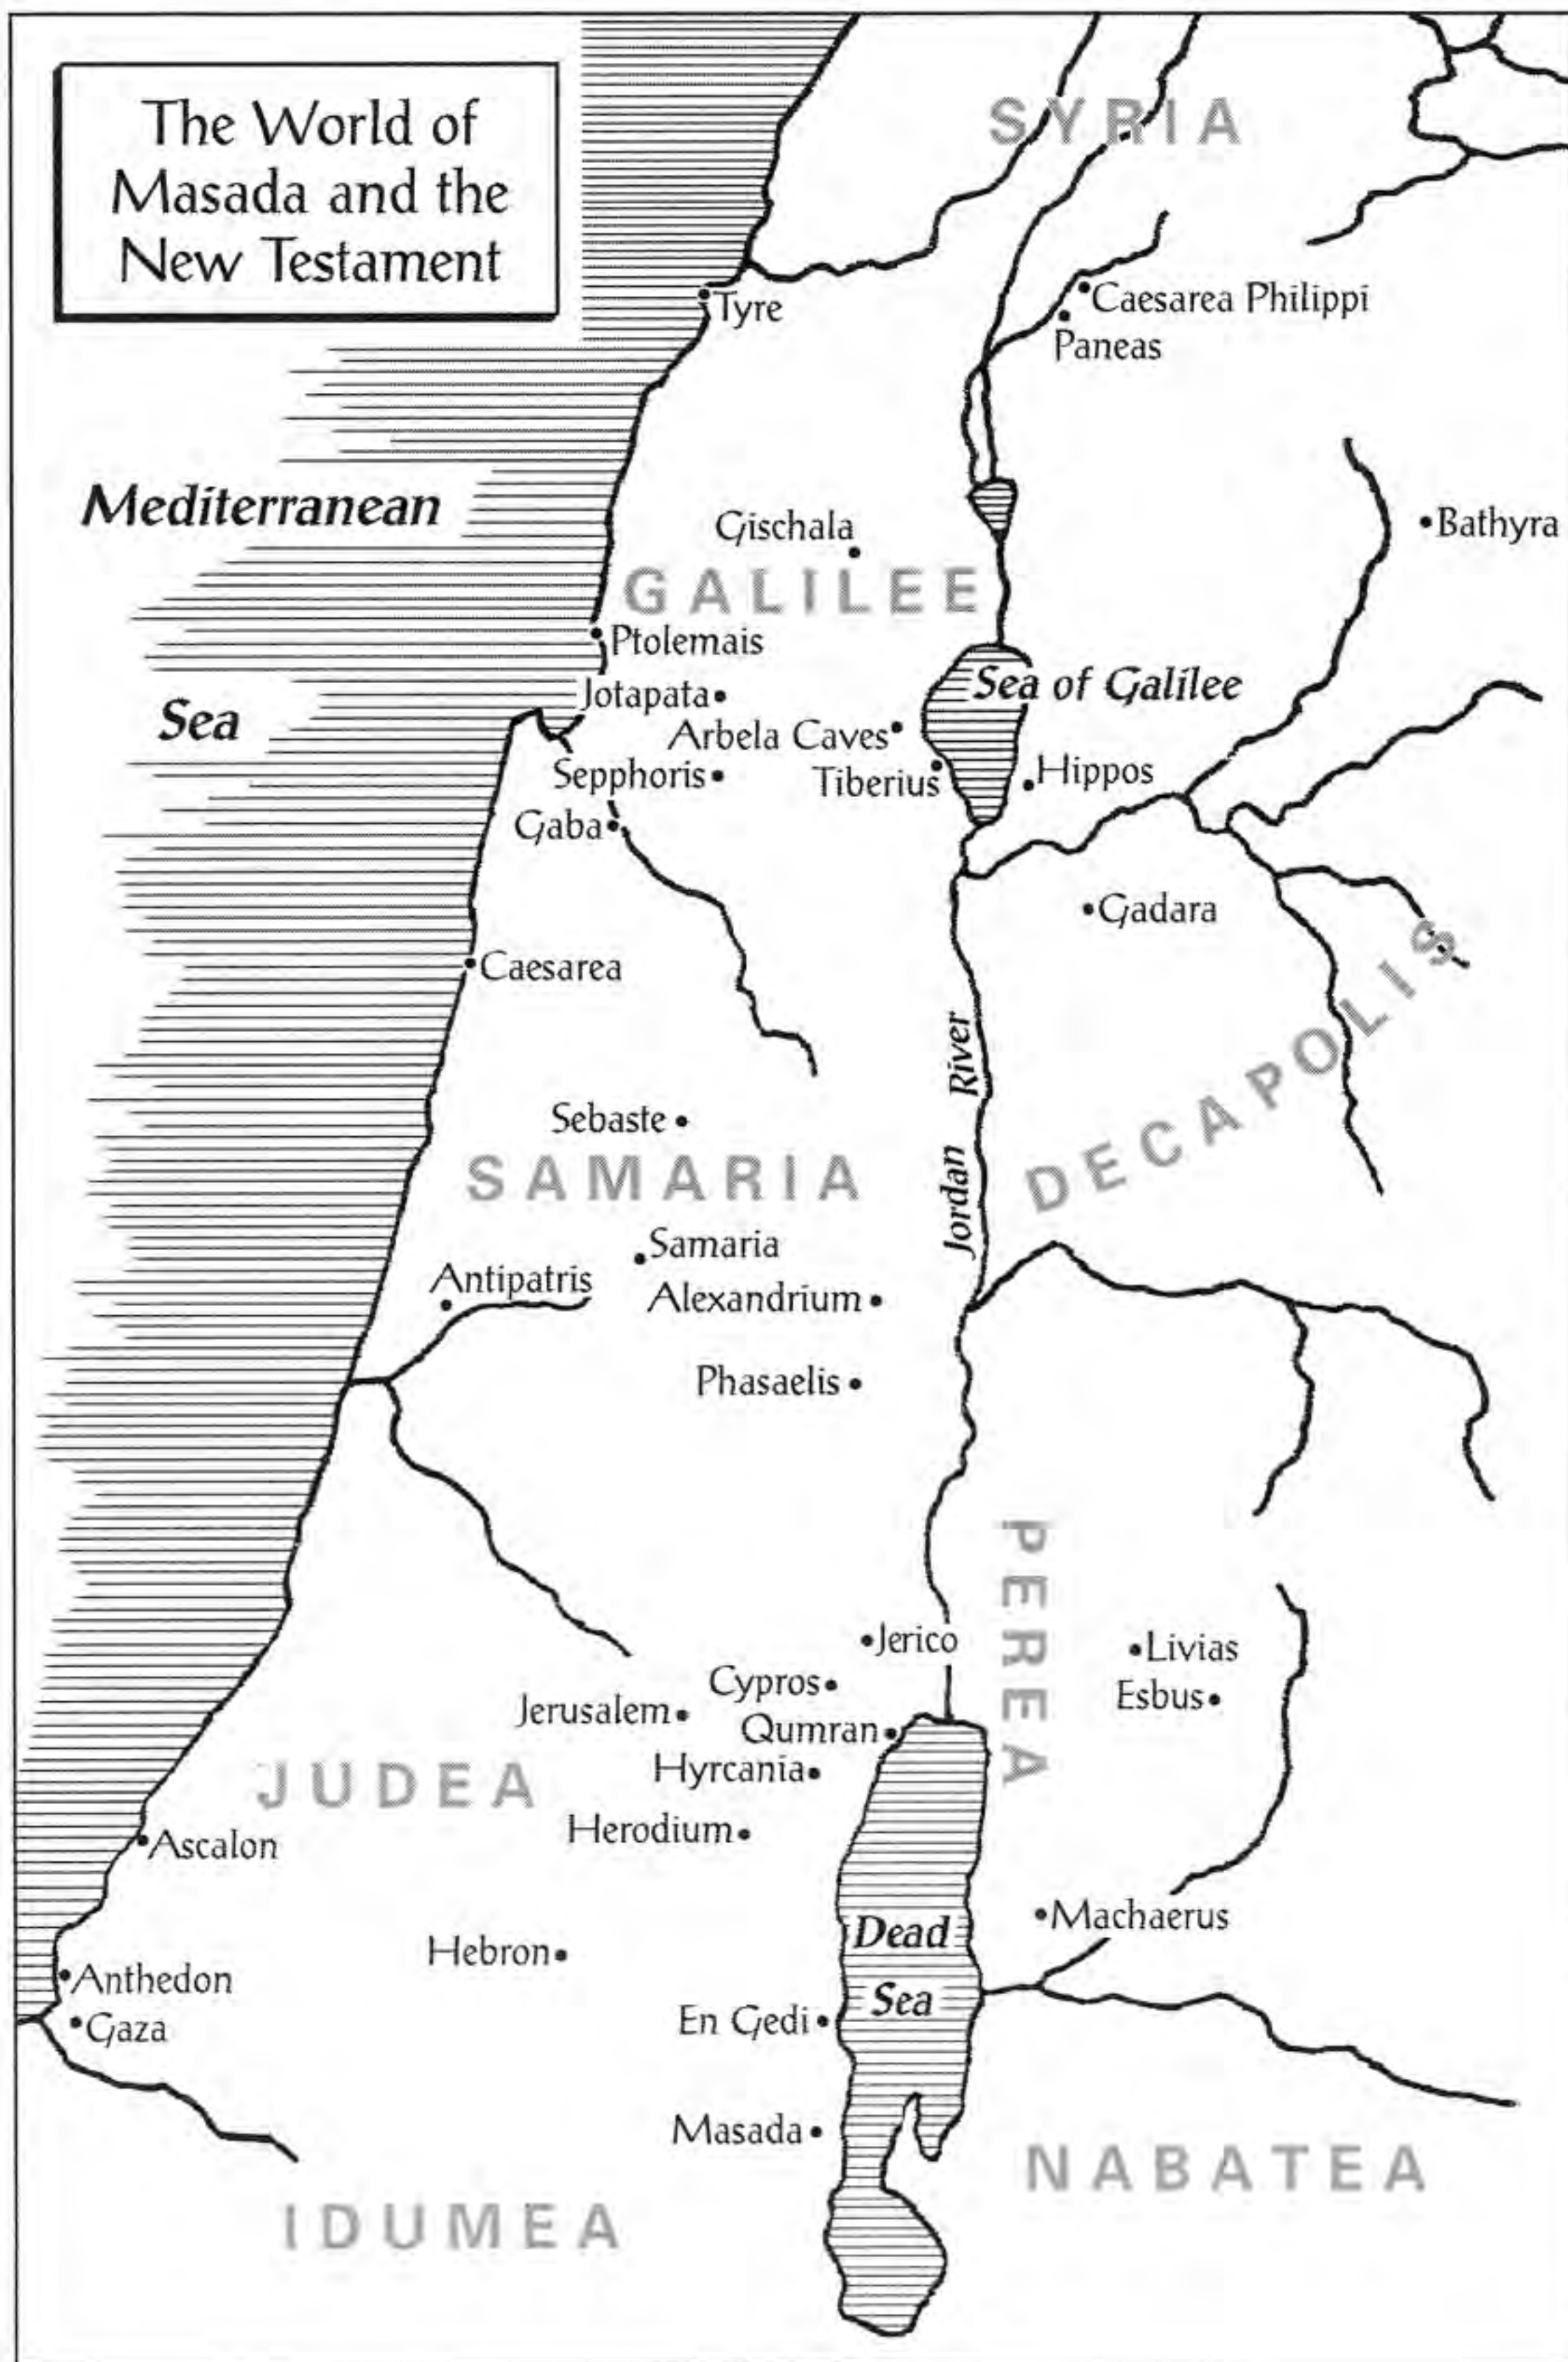 The World of
Masada and the
New Testament
SYRIA
Tyre
Caesarea Philippi
Paneas
Mediterranean
Sea
Gischala
Bathyra
GALILEE
Ptolemais
Jotapata
Sea of Galilee
Arbela Caves
Sepphoris
Tiberius
Hippos
Gaba
Gadara
Caesarea
DECAPOLIS
Jordan River
Sebaste
SAMARIA
Samaria
Antipatris
Alexandrium
Phasaelis
PEREA
Jerico
Livias
Cypros
Esbus
Jerusalem
Qumran
Hyrcania
JUDEA
Herodium
Ascalon
Machaerus
Dead
Sea
Hebron
Anthedon
En Gedi
Gaza
Masada
NABATEA
IDUMEA